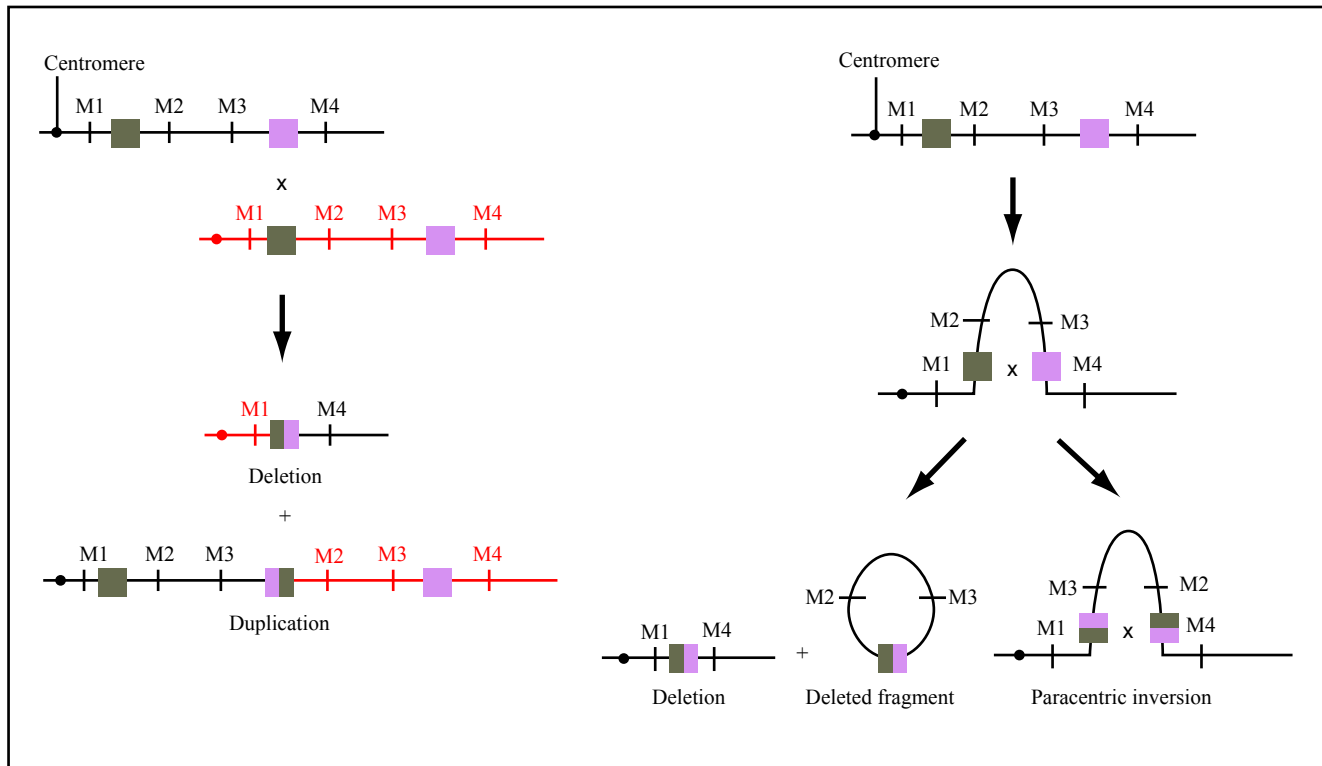 Centromere
M1 M2 M3 M4
x
M1 M2 M3 M4
M1 M4
Deletion
+
M1 M2 M3 M2 M3 M4
Duplication
Centromere
M1 M2 M3 M4
M2 M3
M1 x M4
M2 M3
M1 M4
+
Deletion
Deleted fragment
M3 M2
M1 x M4
Paracentric inversion